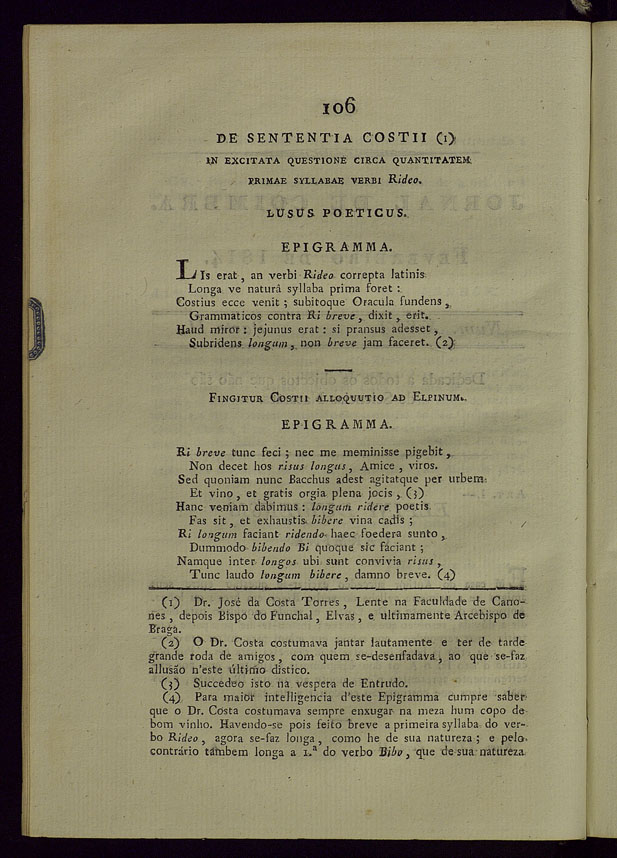 106
DE SENTENTIA COSTII (1)
IN EXCITATA QUESTIONE CIRCA QUANTITATEM
PRIMAE SYLLABAE VERBI Rideo.
LUSUS POETICUS.
EPIGRAMMA.
LIs erat, an verbi Rideo correpta latinis
Longa ve naturâ syllaba prima foret:
Costius ecce venit; subitoque Oracula fundens,
Grammaticos contra Ri breve, dixit, erit.
Haud miror: jejunus erat: si pransus adesset,
Subridens longum, non breve jam faceret. (2)
FINGITUR COSTII ALLOQUUTIO AD ELPINUM.
EPIGRAMMA.
Ri breve tunc feci; nec me meminisse pigebit,
Non decet hos risus longus, Amice, viros.
Sed quoniam nunc Bacchus adest agitatque per urbem
Et vino, et gratis orgia plena jocis, (3)
Hanc veniam dabimus: longum ridere poetis
Fas sit, et exhaustis bibere vina cadis;
Ri longum faciant ridendo haec foedera sunto,
Dummodo bibendo Bi quoque sic faciant;
Namque inter longos ubi sunt convivia risus,
Tunc laudo longum bibere, damno breve. (4)
(1) Dr. José da Costa Torres, Lente na Faculdade de Cano-
nes, depois Bispo do Funchal, Elvas, e ultimamente Arcebispo de
Braga.
(2) O Dr. Costa costumava jantar lautamente e ter de tarde
grande roda de amigos, com quem se-desenfadava, ao que se-faz
allusão n'este último distico.
(3) Succedeo isto na vespera de Entrudo.
(4) Para maior intelligencia d'este Epigramma cumpre saber
que o Dr. Costa costumava sempre enxugar na meza hum copo de
bom vinho. Havendo-se pois feito breve a primeira syllaba do ver-
bo Rideo, agora se-faz longa, como he de sua natureza; e pelo
contrário tambem longa a 1.ª do verbo Bibo, que de sua natureza